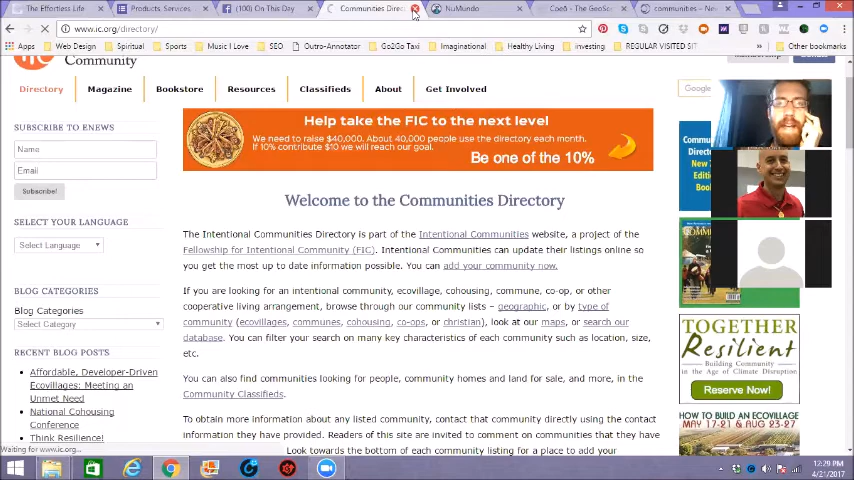 The Effortless Life
Products, Services
(100) On This Day
Communities Direc
NuMundo
Coeō - The GeoSo
communities – Ne
www.ic.org/directory/
Apps
Web Design
Spiritual
Sports
Music I Enjoy
SEO
Outro-Annotator
Go2Go Taxi
Imaginational
Healthy Living
investing
REGULAR VISITED SIT
Other bookmarks
Community
Directory
Magazine
Bookstore
Resources
Classifieds
About
Get Involved
Google
SUBSCRIBE TO ENEWS
Name
Email
Subscribe!
SELECT YOUR LANGUAGE
Select Language
BLOG CATEGORIES
Blog Categories
Select Category
RECENT BLOG POSTS
Affordable, Developer-Driven
Ecovillages: Meeting an
Unmet Need
National Cohousing
Conference
Think Resilience!
Waiting for www.ic.org...
Help take the FIC to the next level
We need to raise $40,000. About 40,000 people use the directory each month.
If 10% contribute $10 we will reach our goal.
Be one of the 10%
Welcome to the Communities Directory
The Intentional Communities Directory is part of the Intentional Communities website, a project of the
Fellowship for Intentional Community (FIC). Intentional Communities can update their listings online so
you get the most up to date information possible. You can add your community now.
If you are looking for an intentional community, ecovillage, cohousing, commune, co-op, or other
cooperative living arrangement, browse through our community lists – geographic, or by type of
community (ecovillages, communes, cohousing, co-ops, or christian), look at our maps, or search our
database. You can filter your search on many key characteristics of each community such as location, size,
etc.
You can also find communities looking for people, community homes and land for sale, and more, in the
Community Classifieds.
To obtain more information about any listed community, contact that community directly using the contact
information they have provided. Readers of this site are invited to comment on communities that they have
Look towards the bottom of each community listing for a place to add your
TOGETHER
Resilient
Building Community
in the Age of Climate Disruption
Reserve Now!
HOW TO BUILD AN ECOVILLAGE
MAY 17-21 & AUG 23-27
12:29 PM
4/21/2017